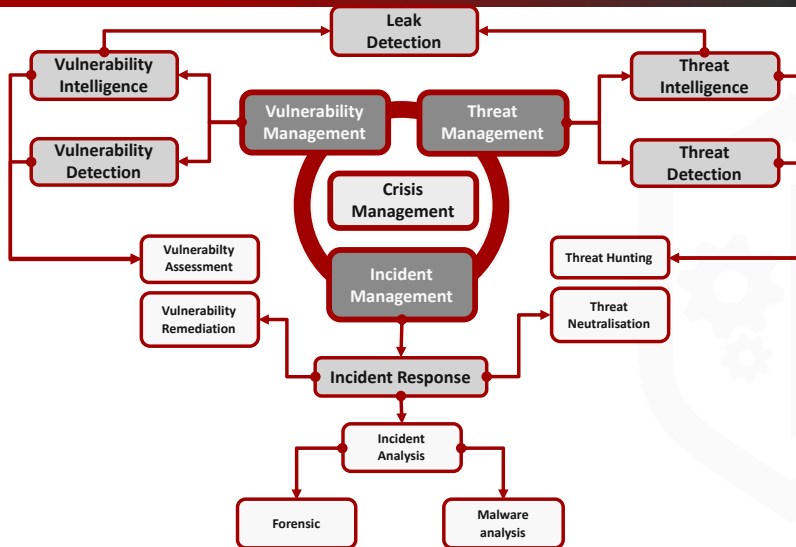 Leak
Detection
Vulnerability
Intelligence
Threat
Intelligence
Vulnerability
Management
Threat
Management
Vulnerability
Detection
Threat
Detection
Crisis
Management
Vulnerabilty
Assessment
Threat Hunting
Incident
Management
Vulnerability
Remediation
Threat
Neutralisation
Incident Response
Incident
Analysis
Forensic
Malware
analysis